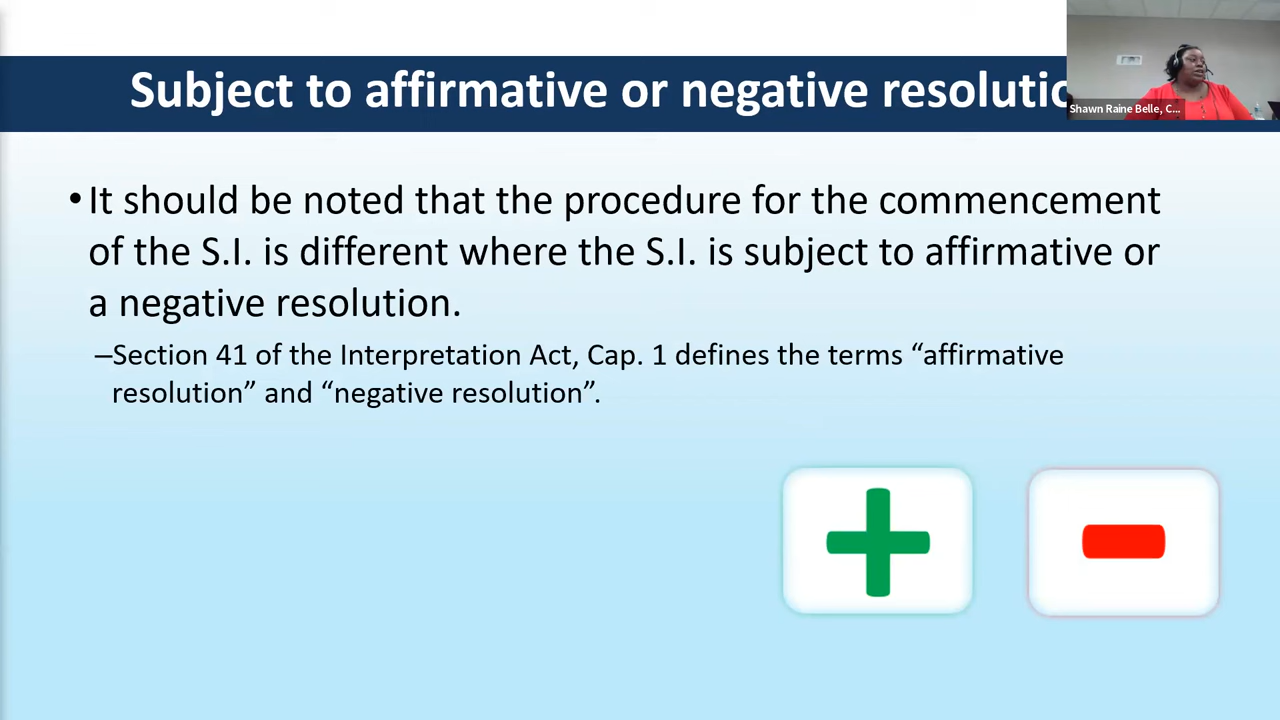 Subject to affirmative or negative resolutio
Shawn Raine Belle, C...
•It should be noted that the procedure for the commencement
of the S.I. is different where the S.I. is subject to affirmative or
a negative resolution.
–Section 41 of the Interpretation Act, Cap. 1 defines the terms “affirmative
resolution” and “negative resolution”.